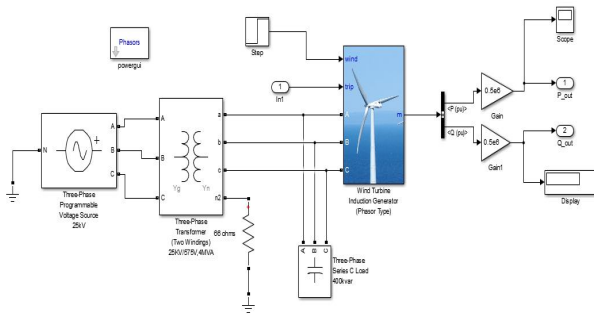 Phasors
powergui
Step
wind
1
In1
trip
m
A
B
C
<P (pu)>
<Q (pu)>
0.5e6
Gain
0.5e6
Gain1
Scope
1
P_out
2
Q_out
Display
N
A
B
C
Three-Phase
Programmable
Voltage Source
25kV
A
B
C
a
b
c
n2
Yg
Yn
Three-Phase
Transformer
(Two Windings)
25KV/575V,4MVA
66 ohms
A
B
C
Three-Phase
Series C Load
400kvar
Wind Turbine
Induction Generator
(Phasor Type)